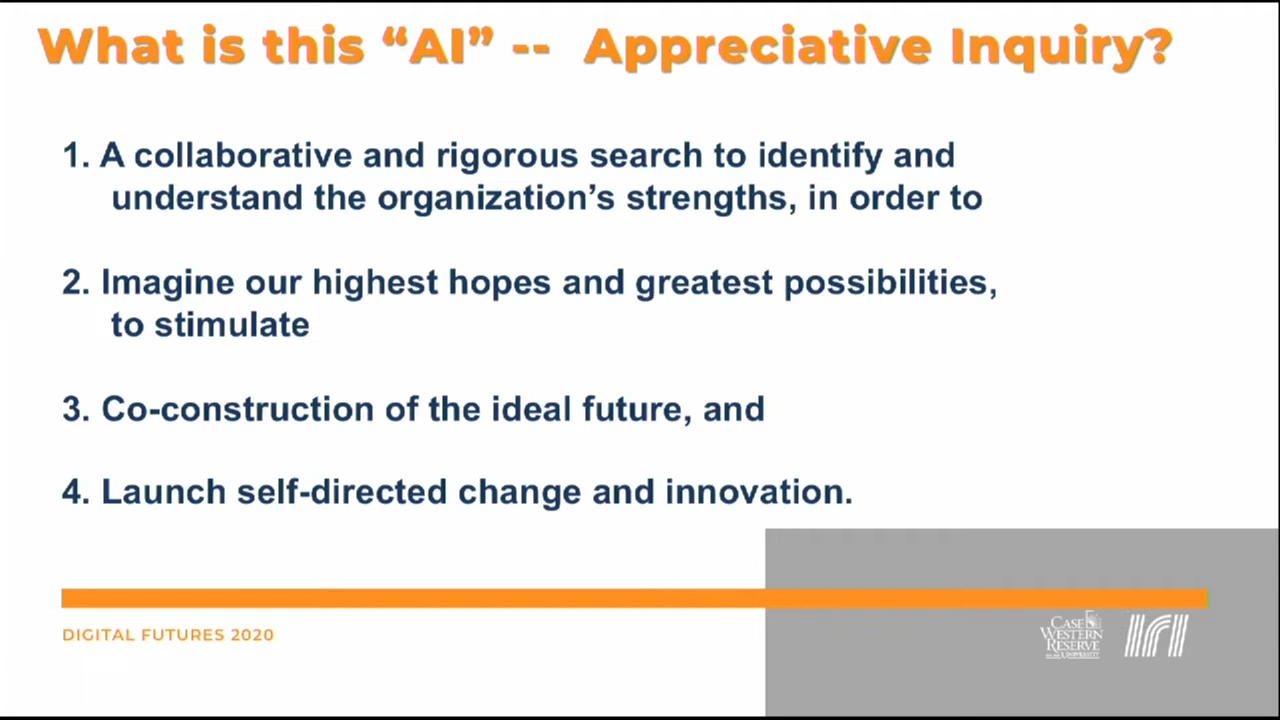 What is this “AI” -- Appreciative Inquiry?
1. A collaborative and rigorous search to identify and
understand the organization’s strengths, in order to
2. Imagine our highest hopes and greatest possibilities,
to stimulate
3. Co-construction of the ideal future, and
4. Launch self-directed change and innovation.
DIGITAL FUTURES 2020
CASE
WESTERN
RESERVE
UNIVERSITY
iri